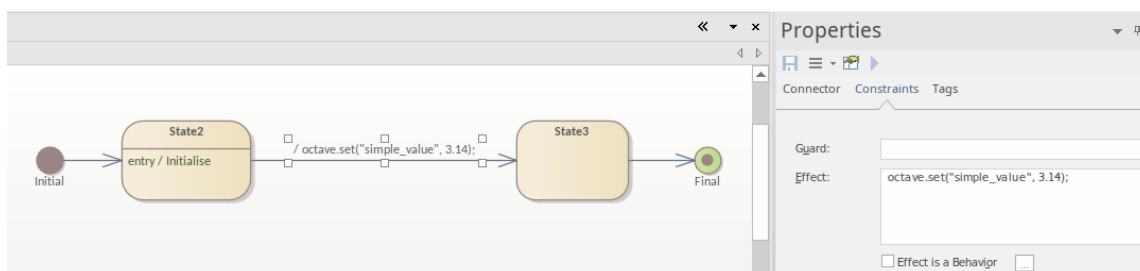 Properties
Connector Constraints Tags
State2
entry / Initialise
/ octave.set("simple_value", 3.14);
State3
Initial
Final
Guard:
Effect:
octave.set("simple_value", 3.14);
Effect is a Behavior ...